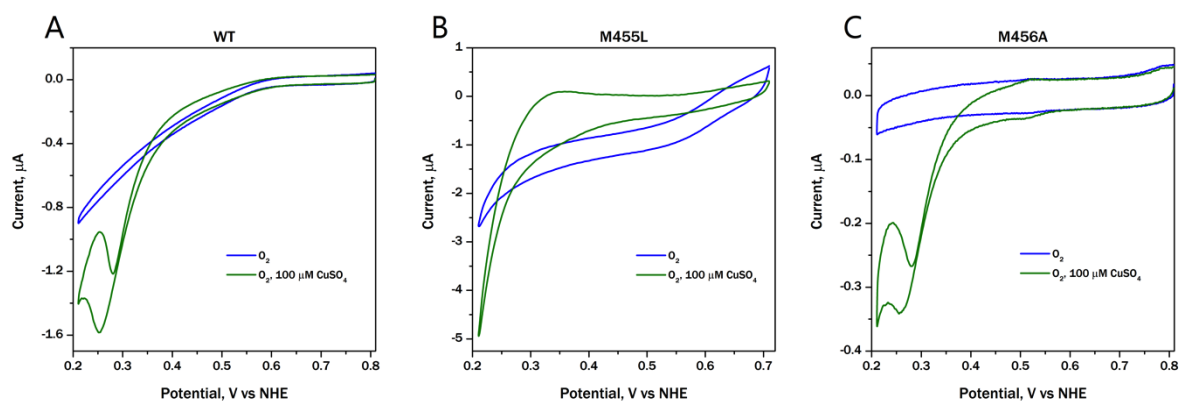 A
WT
0.0
-0.4
-0.8
-1.2
-1.6
Current, μA
O₂
O₂, 100 μM CuSO₄
0.2 0.3 0.4 0.5 0.6 0.7 0.8
Potential, V vs NHE
B
M455L
1
0
-1
-2
-3
-4
-5
Current, μA
O₂
O₂, 100 μM CuSO₄
0.2 0.3 0.4 0.5 0.6 0.7
Potential, V vs NHE
C
M456A
0.0
-0.1
-0.2
-0.3
-0.4
Current, μA
O₂
O₂, 100 μM CuSO₄
0.2 0.3 0.4 0.5 0.6 0.7 0.8
Potential, V vs NHE